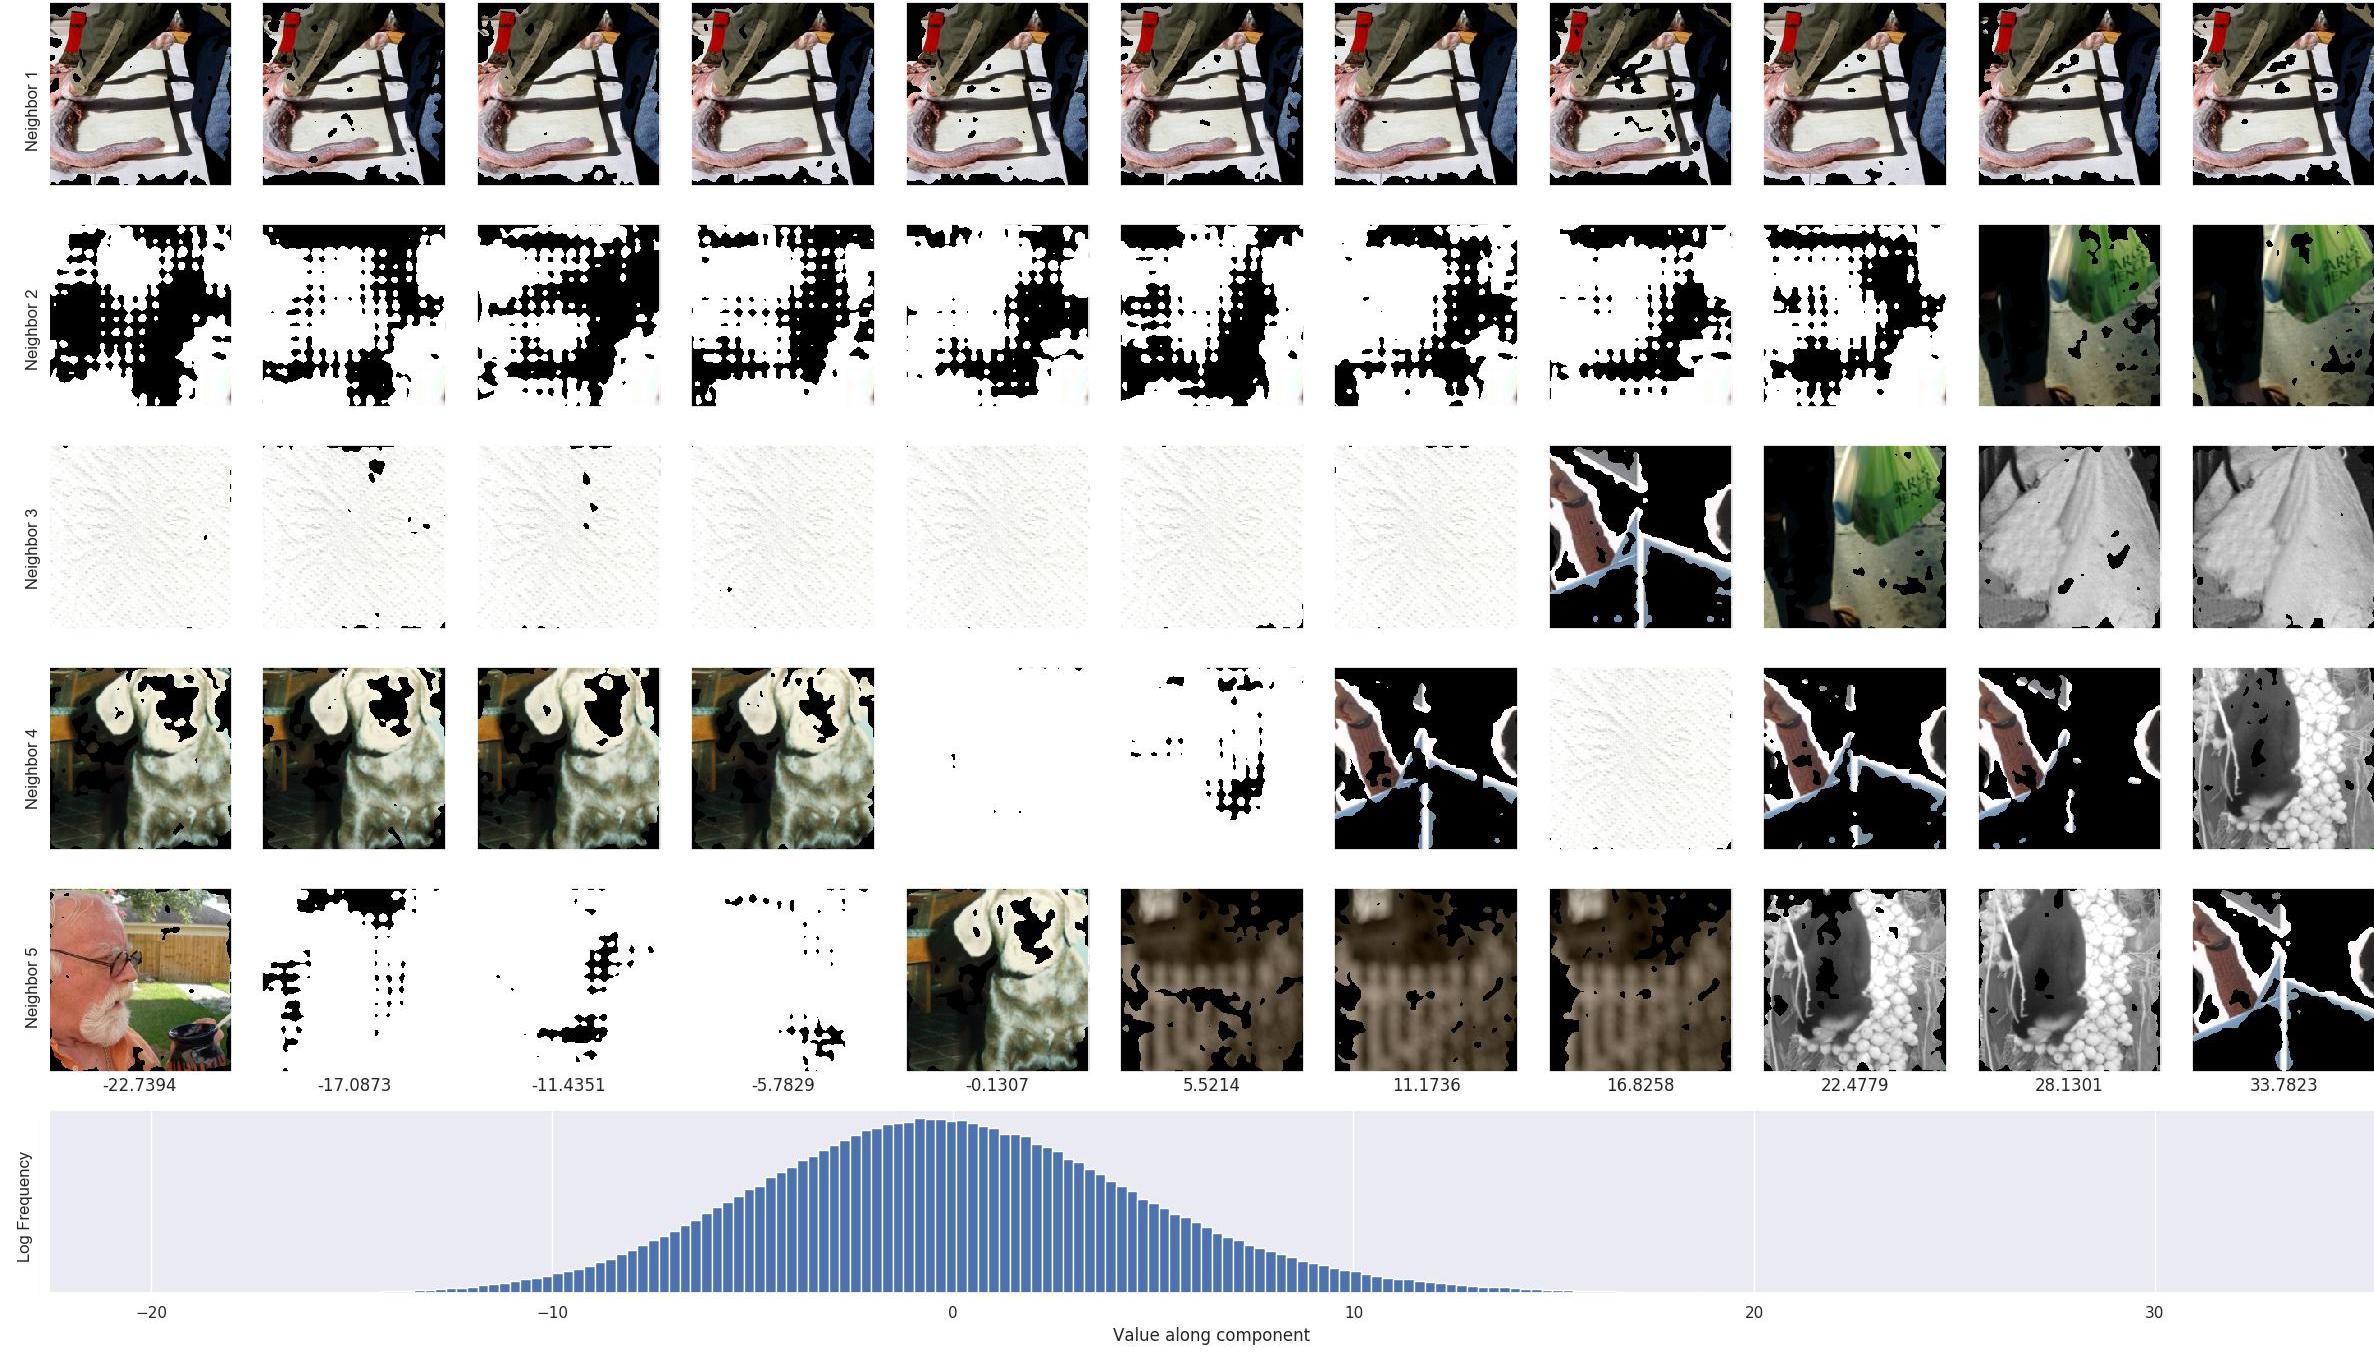 Neighbor 1
Neighbor 2
Neighbor 3
Neighbor 4
Neighbor 5
-22.7394 -17.0873 -11.4351 -5.7829 -0.1307 5.5214 11.1736 16.8258 22.4779 28.1301 33.7823
Log Frequency
−20 −10 0 10 20 30
Value along component